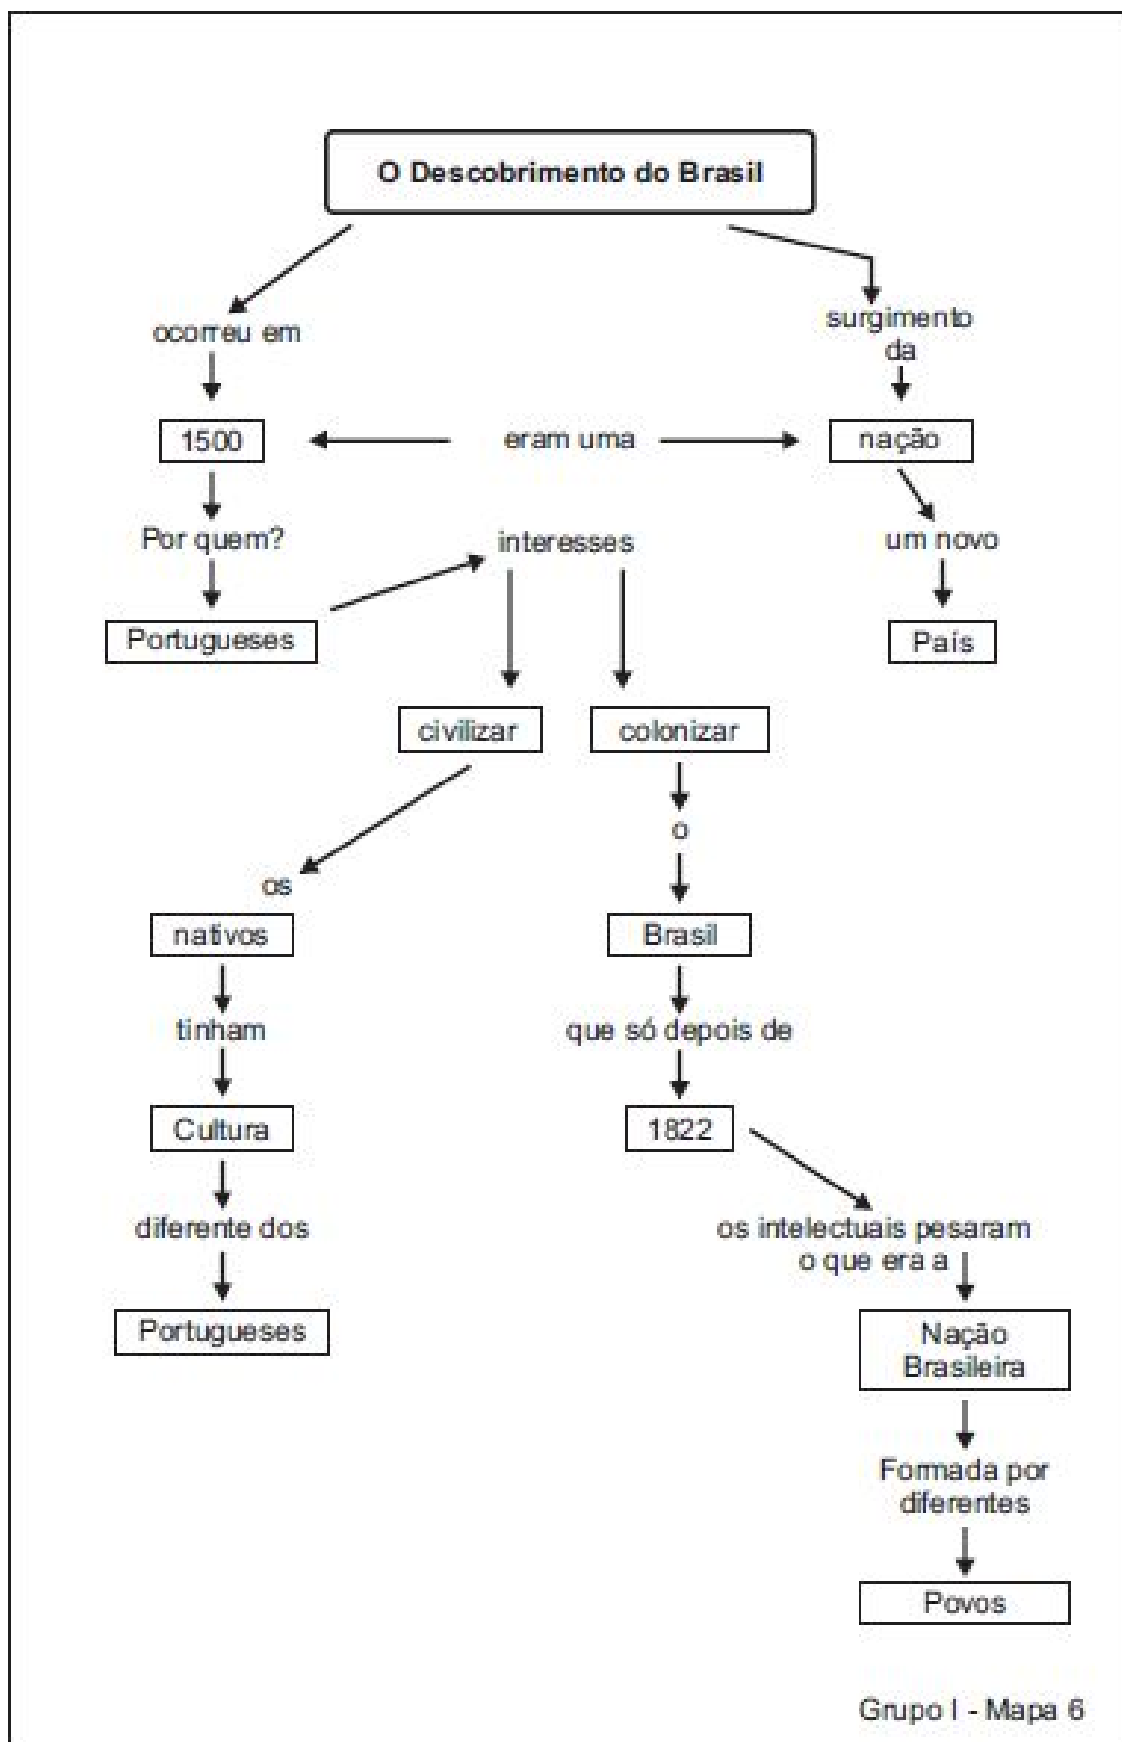 O Descobrimento do Brasil
ocorreu em
surgimento
da
1500
eram uma
nação
Por quem?
interesses
um novo
Portugueses
País
civilizar
colonizar
o
os
nativos
Brasil
tinham
que só depois de
Cultura
1822
diferente dos
os intelectuais pesaram
o que era a
Portugueses
Nação
Brasileira
Formada por
diferentes
Povos
Grupo I - Mapa 6